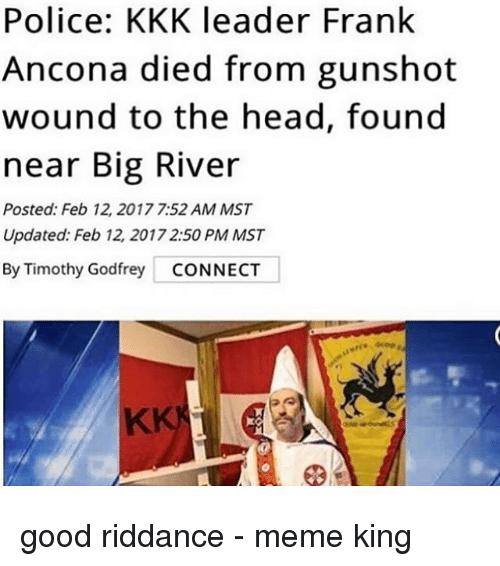 Police: KKK leader Frank
Ancona died from gunshot
wound to the head, found
near Big River
Posted: Feb 12, 2017 7:52 AM MST
Updated: Feb 12, 2017 2:50 PM MST
By Timothy Godfrey CONNECT
KKK
good riddance - meme king